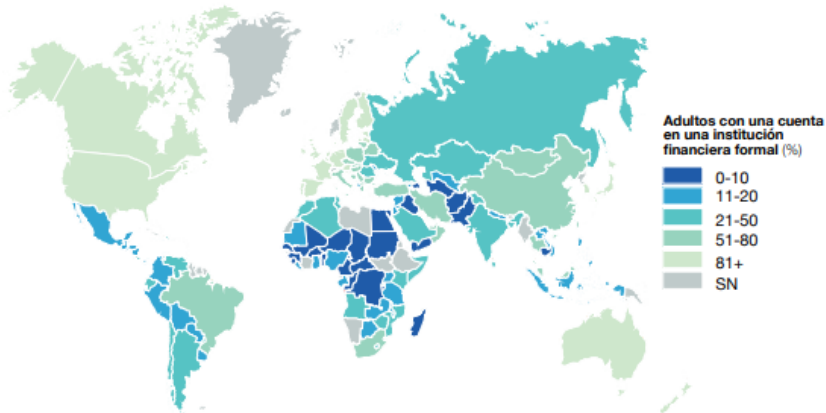 Adultos con una cuenta
en una institución
financiera formal (%)
0-10
11-20
21-50
51-80
81+
SN